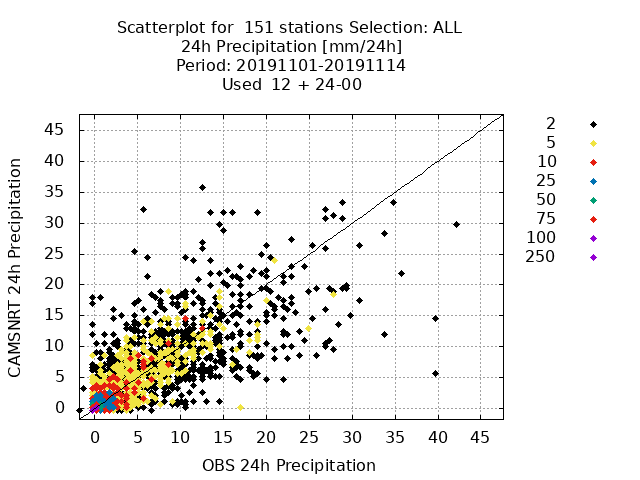 Scatterplot for  151 stations Selection: ALL
24h Precipitation [mm/24h]
Period: 20191101-20191114
Used  12 + 24-00
2
5
10
25
50
75
100
250
45
40
35
30
25
20
15
10
5
0
CAMSNRT 24h Precipitation
0 5 10 15 20 25 30 35 40 45
OBS 24h Precipitation